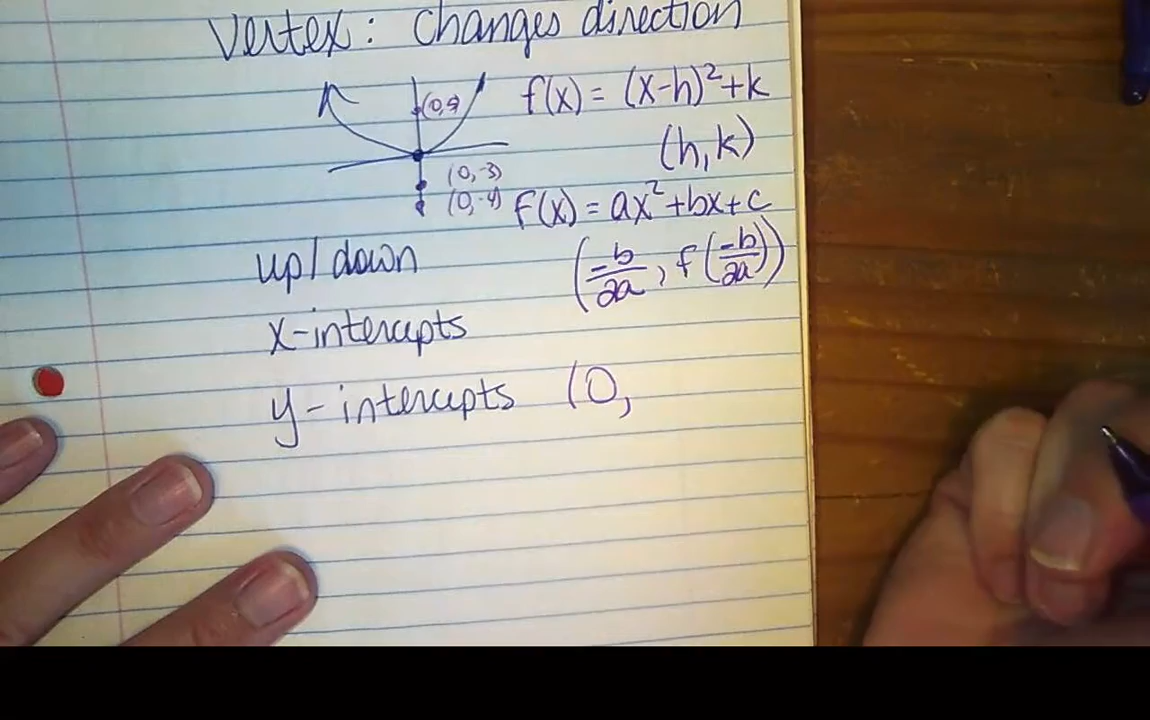 Vertex: Changes direction
f(x) = (x-h)²+k
(h,k)
(0,-3)
(0,-4)
f(x) = ax²+bx+c
up/down
(-b/2a, f(-b/2a))
x-intercepts
y-intercepts (0,